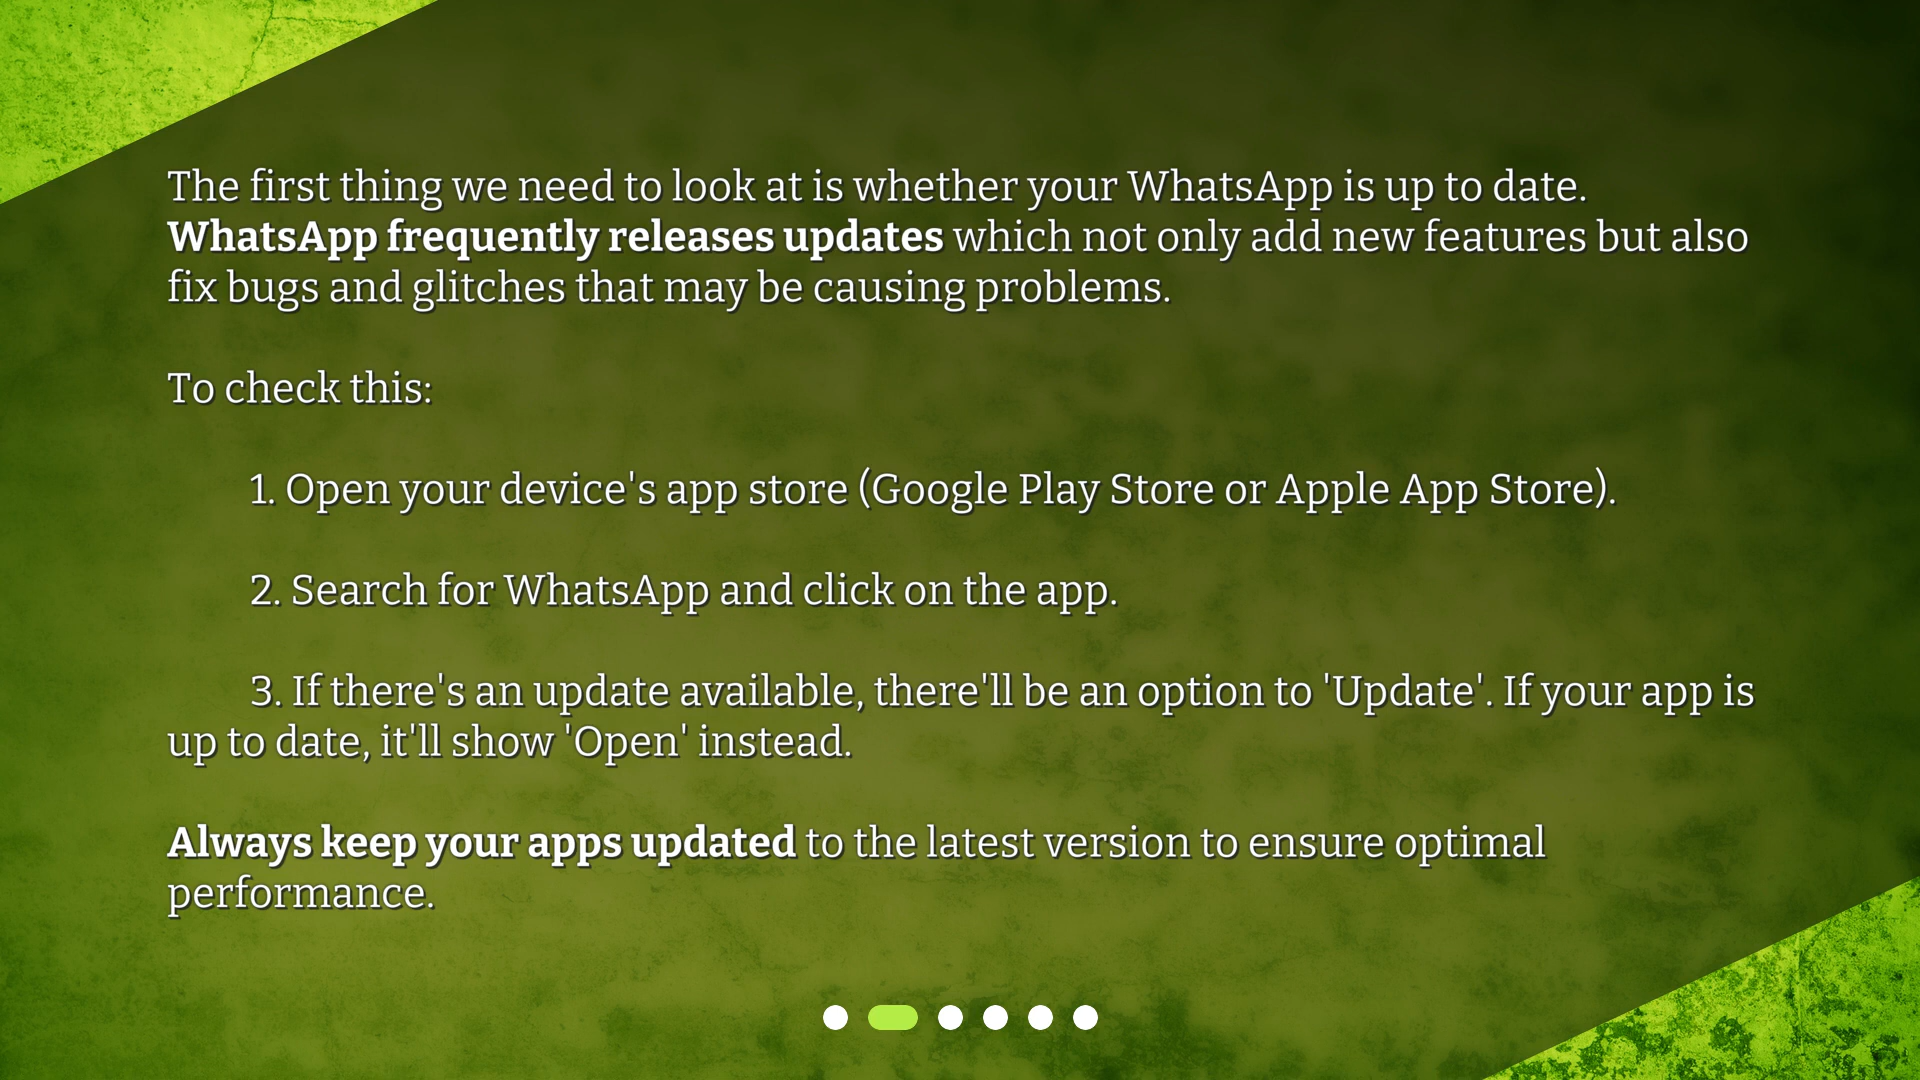 The first thing we need to look at is whether your WhatsApp is up to date.
WhatsApp frequently releases updates which not only add new features but also
fix bugs and glitches that may be causing problems.
To check this:
1. Open your device's app store (Google Play Store or Apple App Store).
2. Search for WhatsApp and click on the app.
3. If there's an update available, there'll be an option to 'Update'. If your app is
up to date, it'll show 'Open' instead.
Always keep your apps updated to the latest version to ensure optimal
performance.